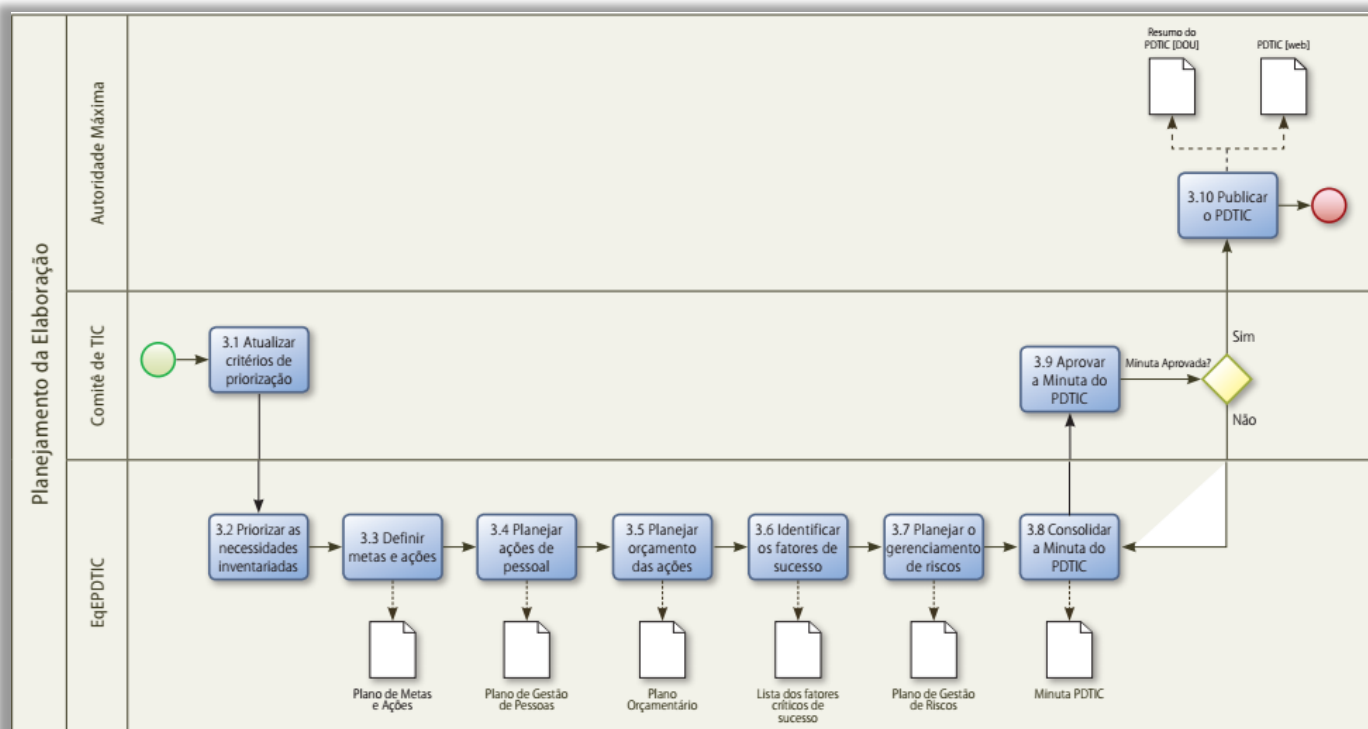 Planejamento da Elaboração
Autoridade Máxima
Resumo do
PDTIC [DOU]
PDTIC [web]
3.10 Publicar
o PDTIC
Comitê de TIC
3.1 Atualizar
critérios de
priorização
3.9 Aprovar
a Minuta do
PDTIC
Minuta Aprovada?
Sim
Não
EqEPDTIC
3.2 Priorizar as
necessidades
inventariadas
3.3 Definir
metas e ações
3.4 Planejar
ações de
pessoal
3.5 Planejar
orçamento
das ações
3.6 Identificar
os fatores de
sucesso
3.7 Planejar o
gerenciamento
de riscos
3.8 Consolidar
a Minuta do
PDTIC
Plano de Metas
e Ações
Plano de Gestão
de Pessoas
Plano
Orçamentário
Lista dos fatores
críticos de
sucesso
Plano de Gestão
de Riscos
Minuta PDTIC